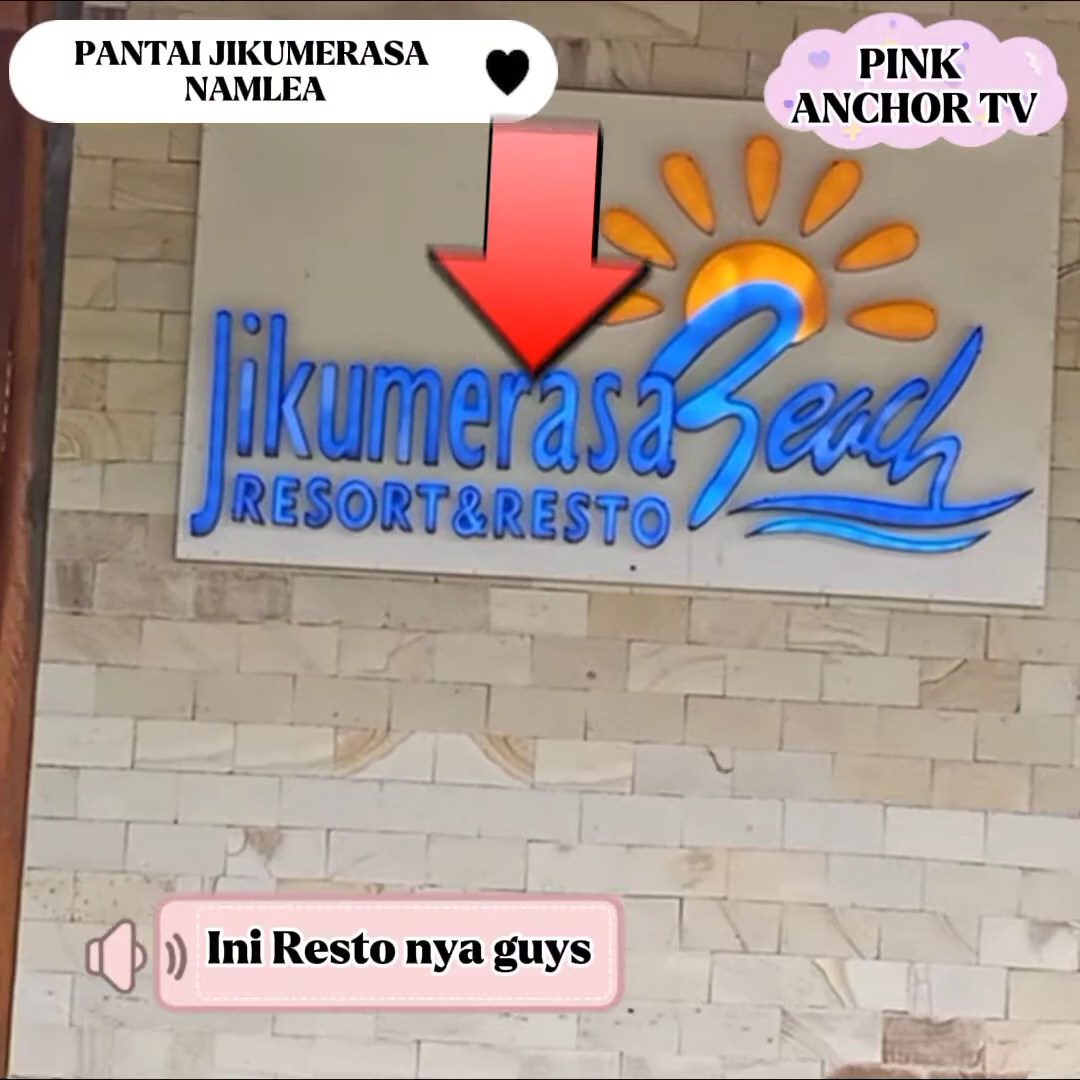 PANTAI JIKUMERASA
NAMLEA
PINK
ANCHOR TV
Jikumerasa Beach
RESORT&RESTO
Ini Resto nya guys